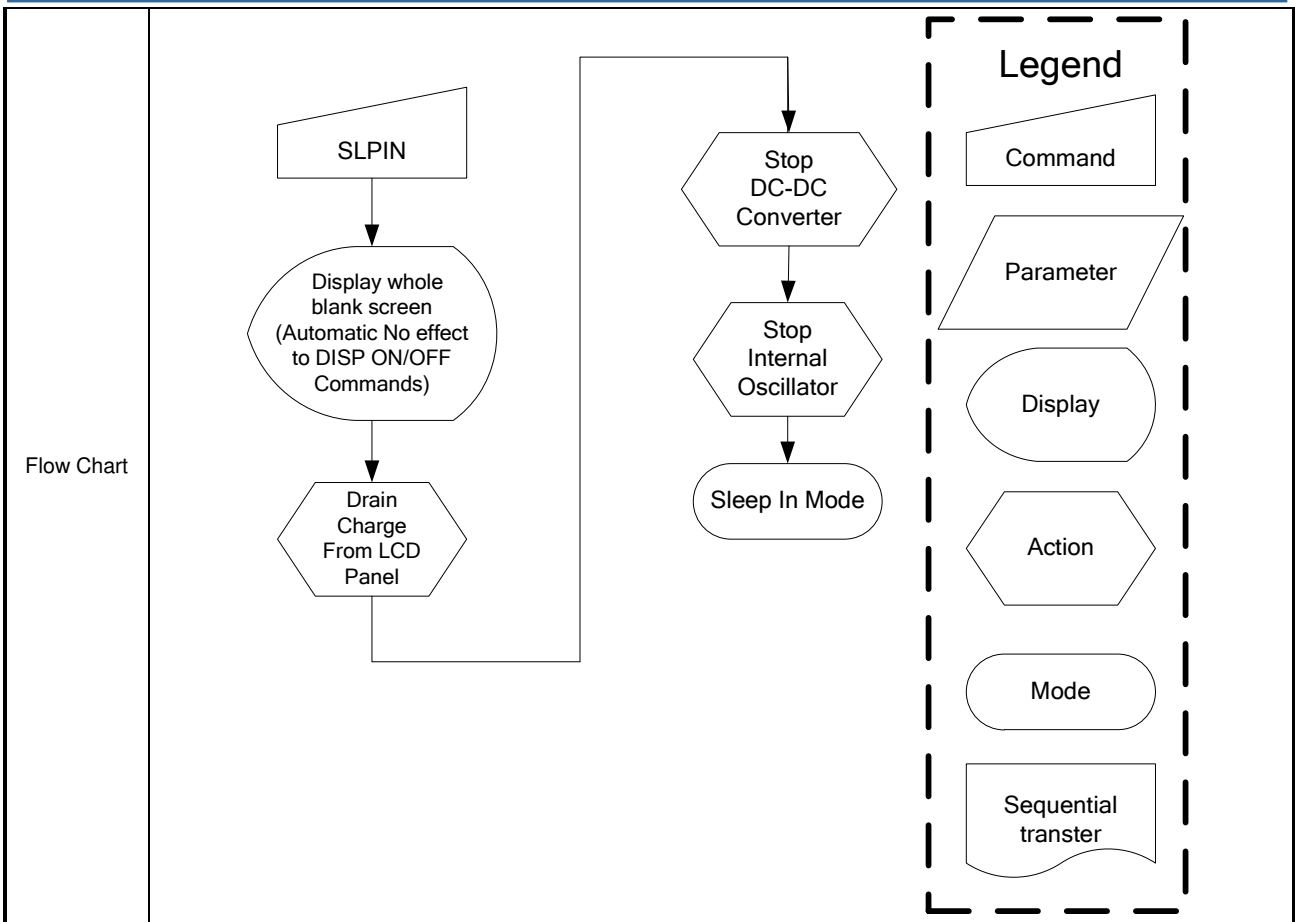 Flow Chart
SLPIN
Display whole
blank screen
(Automatic No effect
to DISP ON/OFF
Commands)
Drain
Charge
From LCD
Panel
Stop
DC-DC
Converter
Stop
Internal
Oscillator
Sleep In Mode
Legend
Command
Parameter
Display
Action
Mode
Sequential
transter